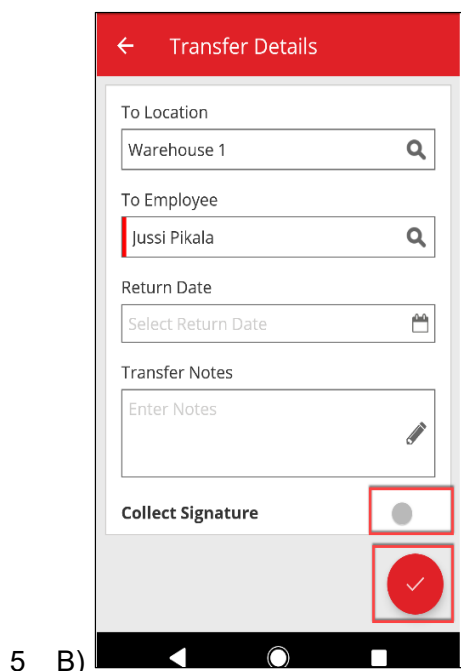 Transfer Details
To Location
Warehouse 1
To Employee
Jussi Pikala
Return Date
Select Return Date
Transfer Notes
Enter Notes
Collect Signature
5 B)